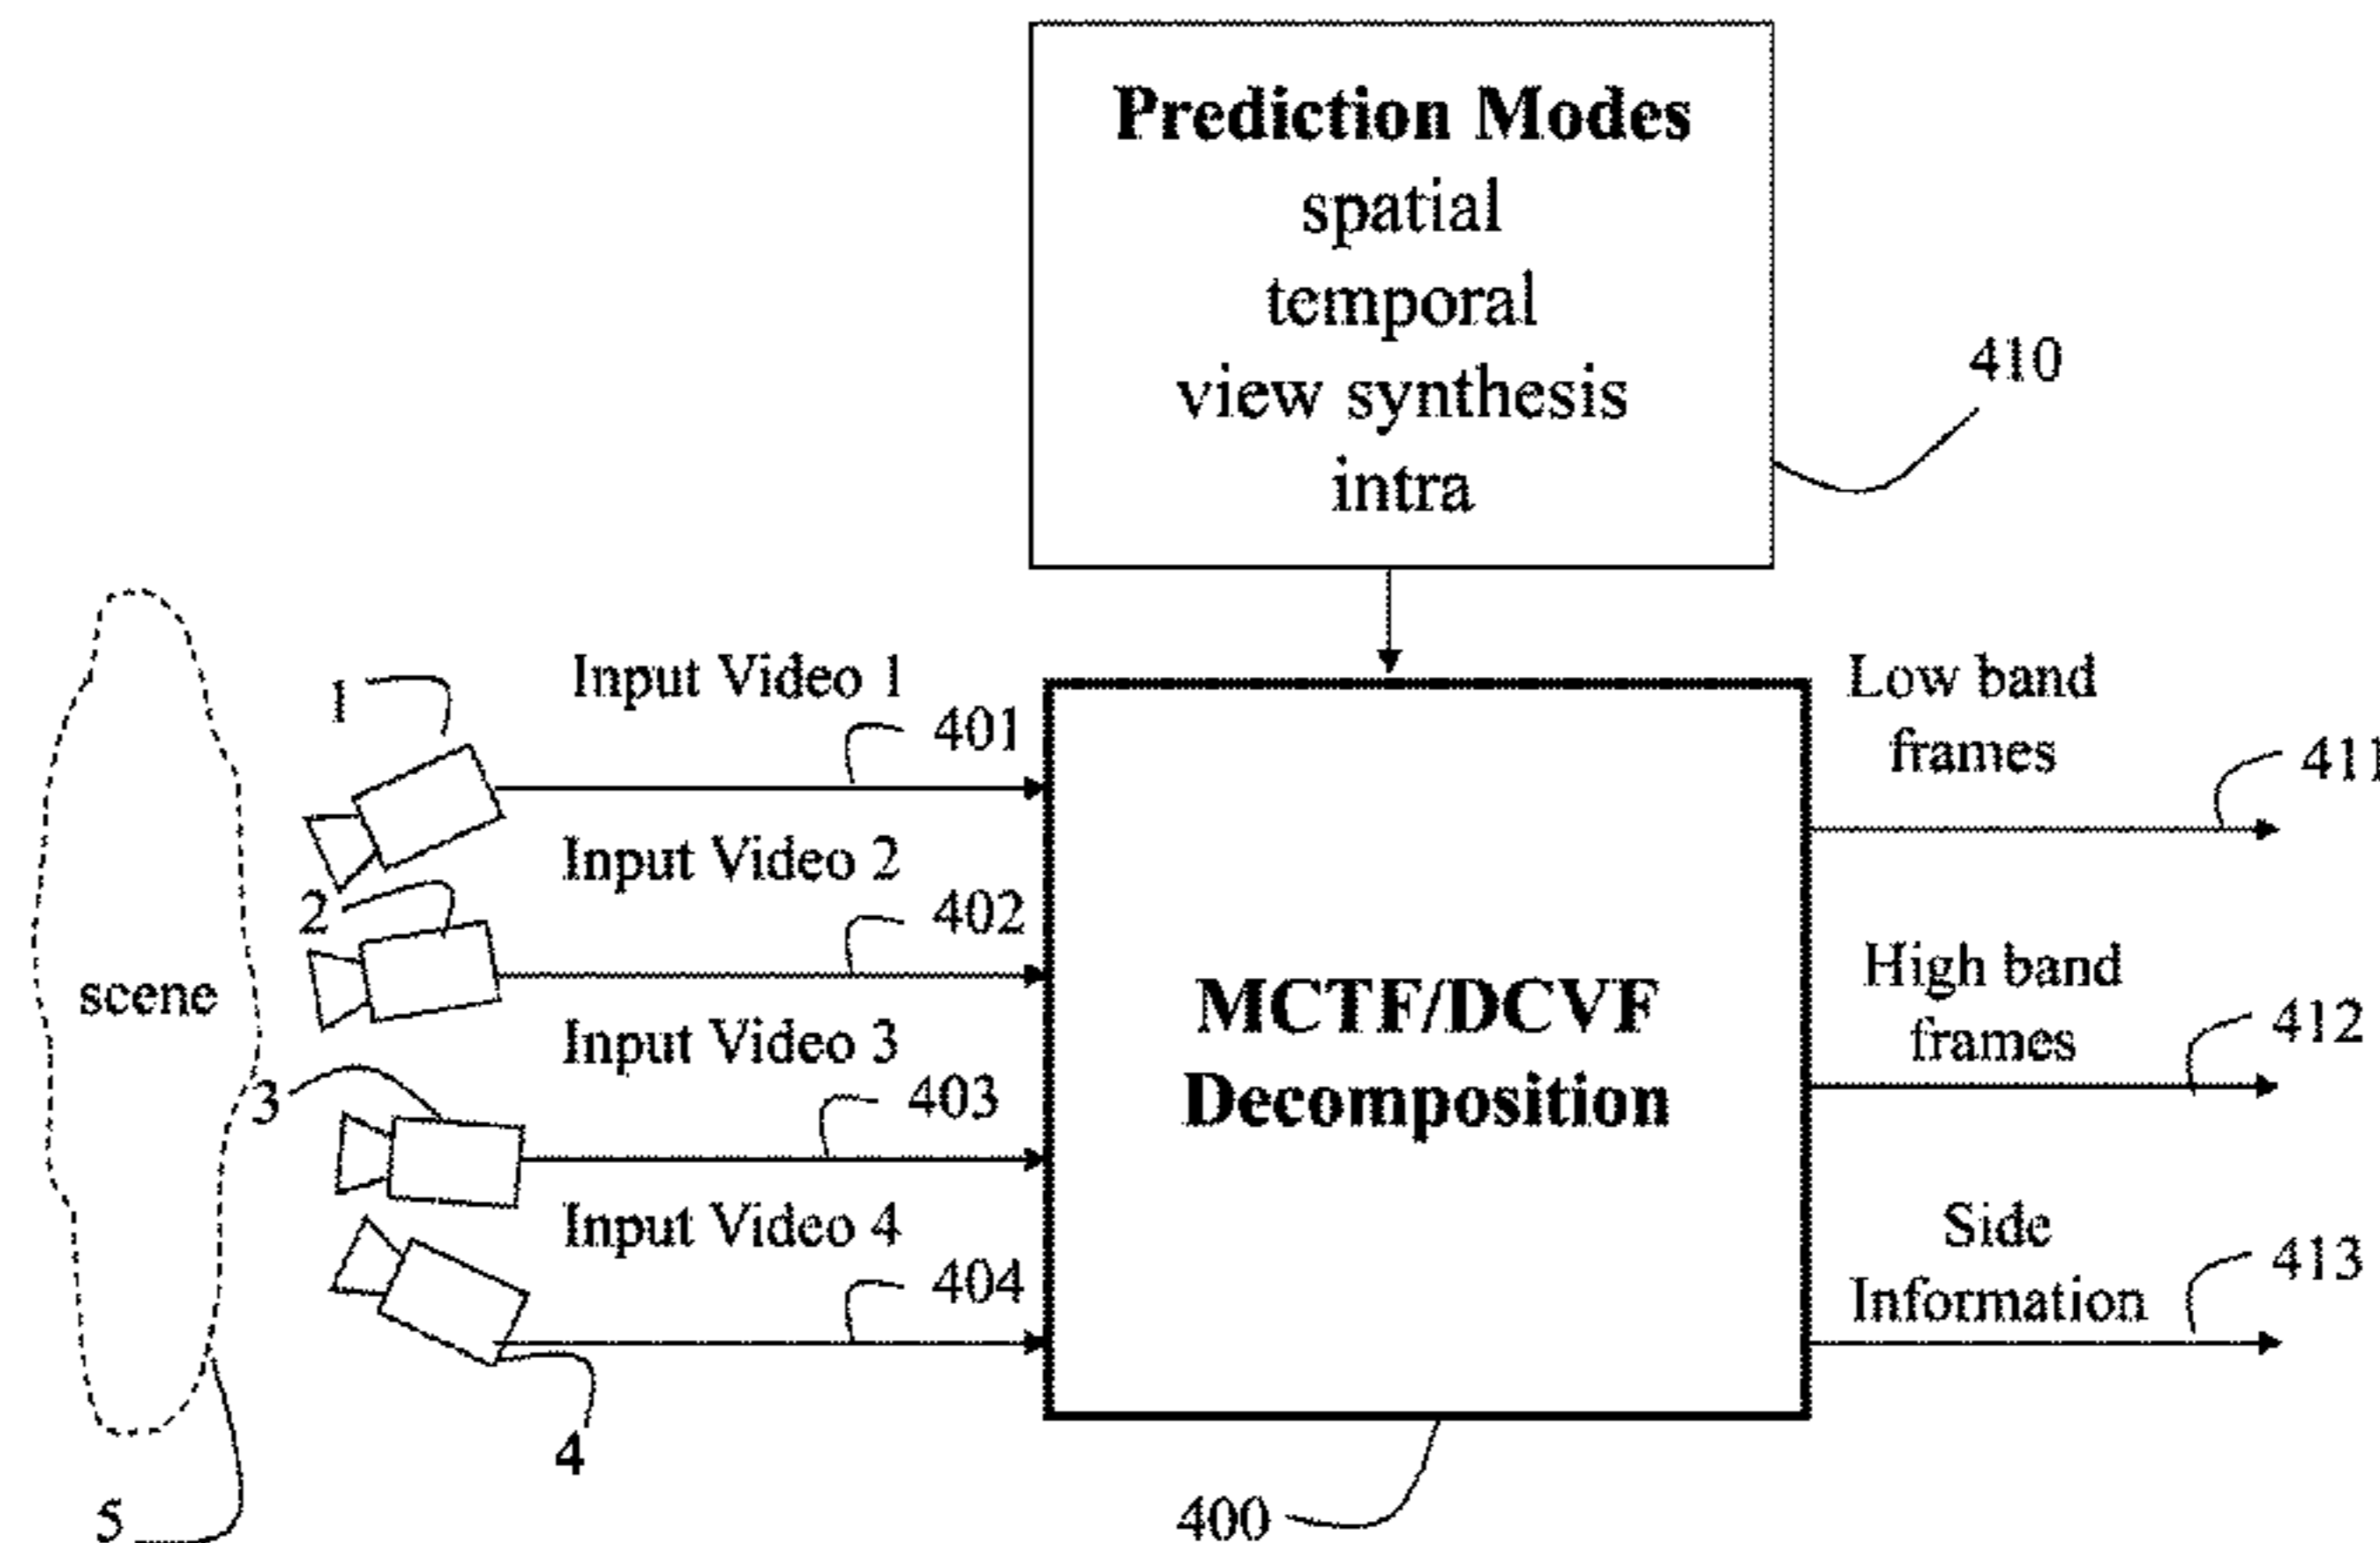 Prediction Modes
spatial
temporal
view synthesis
intra
410
1
Input Video 1
401
Low band
frames
411
2
Input Video 2
402
High band
frames
412
scene
MCTF/DCVF
Decomposition
3
Input Video 3
403
Side
Information
413
Input Video 4
404
4
5
400